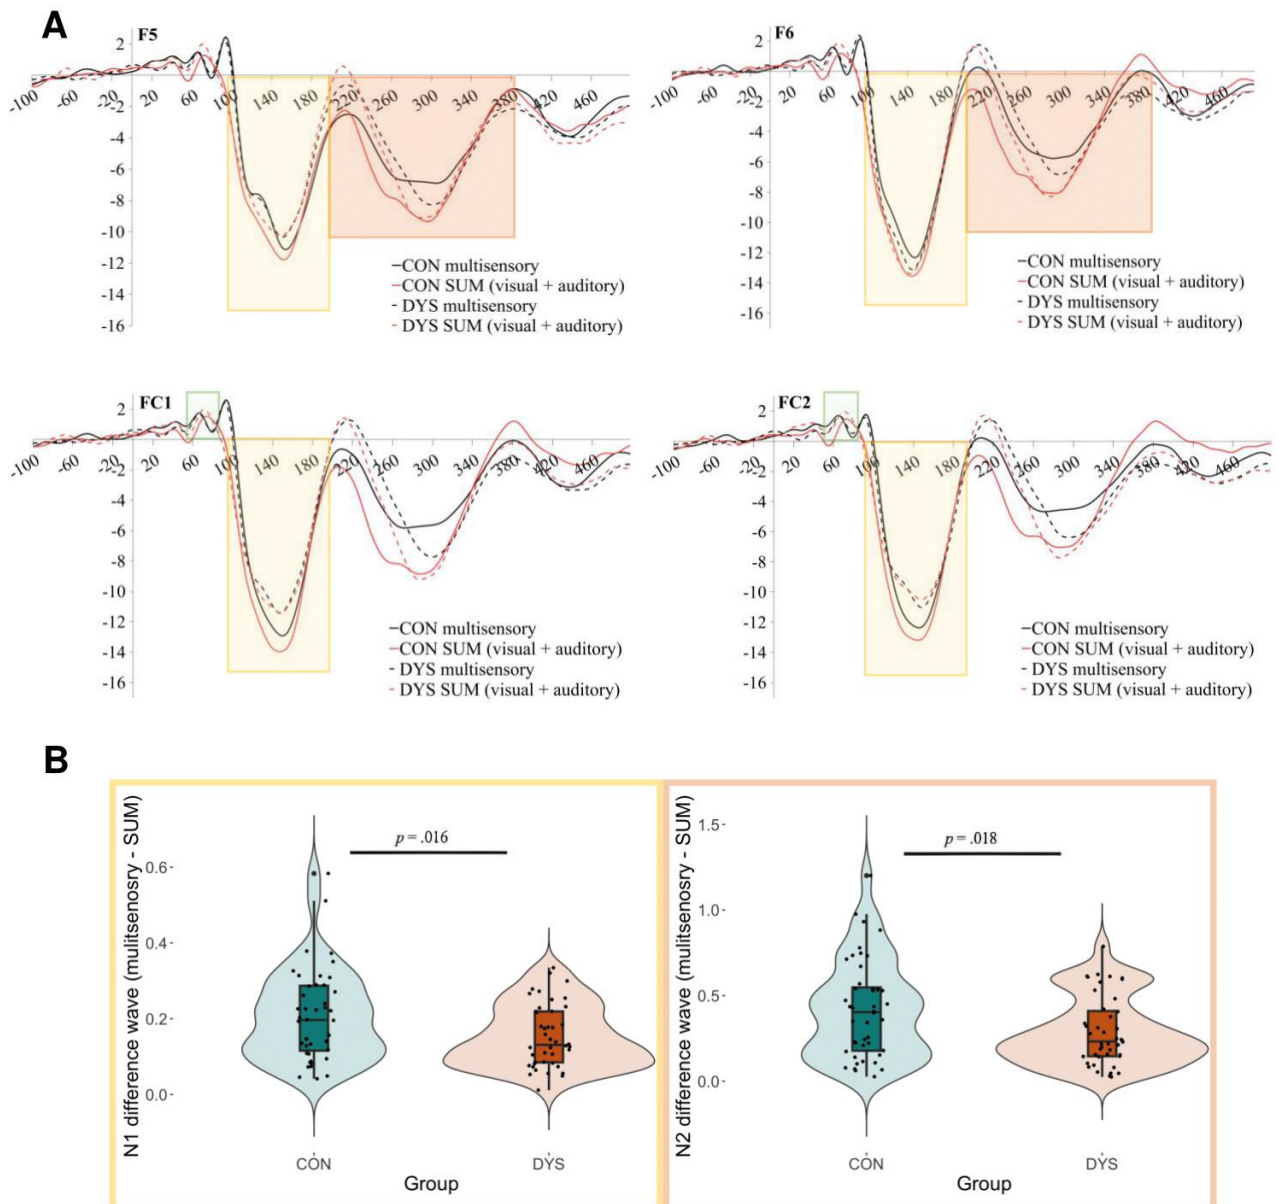 A
F5
2
-100 -60 -20 20 60 100 140 180 220 260 300 340 380 420 460
-2
-4
-6
-8
-10
-12
-14
-16
CON multisensory
CON SUM (visual + auditory)
DYS multisensory
DYS SUM (visual + auditory)
F6
2
-100 -60 -20 20 60 100 140 180 220 260 300 340 380 420 460
-2
-4
-6
-8
-10
-12
-14
-16
CON multisensory
CON SUM (visual + auditory)
DYS multisensory
DYS SUM (visual + auditory)
FC1
2
-100 -60 -20 20 60 100 140 180 220 260 300 340 380 420 460
-2
-4
-6
-8
-10
-12
-14
-16
CON multisensory
CON SUM (visual + auditory)
DYS multisensory
DYS SUM (visual + auditory)
FC2
2
-100 -60 -20 20 60 100 140 180 220 260 300 340 380 420 460
-2
-4
-6
-8
-10
-12
-14
-16
CON multisensory
CON SUM (visual + auditory)
DYS multisensory
DYS SUM (visual + auditory)
B
N1 difference wave (mulitsenosry - SUM)
p = .016
0.6
0.4
0.2
0.0
CON DYS
Group
N2 difference wave (mulitsenosry - SUM)
p = .018
1.5
1.0
0.5
0.0
CON DYS
Group